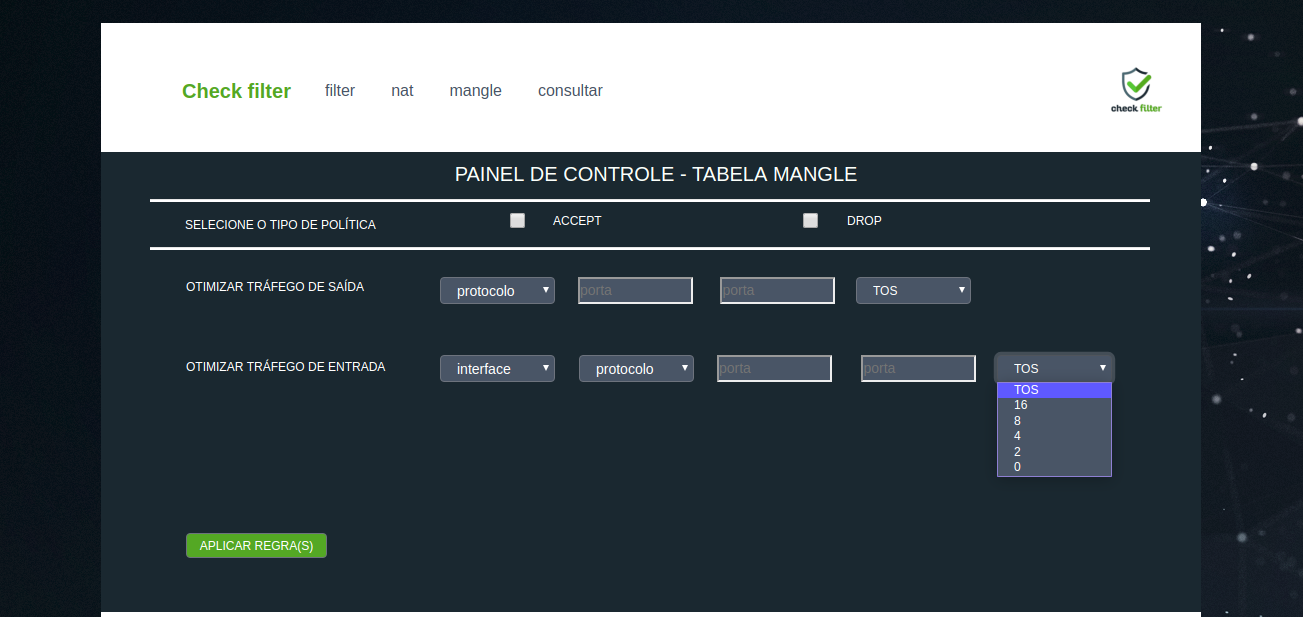 Check filter filter nat mangle consultar
check filter
PAINEL DE CONTROLE - TABELA MANGLE
SELECIONE O TIPO DE POLÍTICA ACCEPT DROP
OTIMIZAR TRÁFEGO DE SAÍDA protocolo porta porta TOS
OTIMIZAR TRÁFEGO DE ENTRADA interface protocolo porta porta TOS
TOS
16
8
4
2
0
APLICAR REGRA(S)